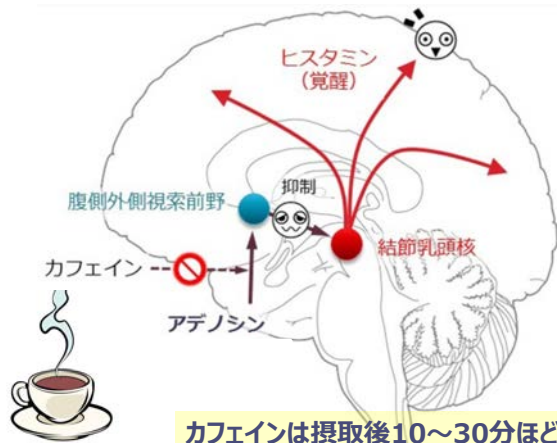 ヒスタミン
（覚醒）
抑制
腹側外側視索前野
結節乳頭核
カフェイン
アデノシン
カフェインは摂取後10～30分ほど